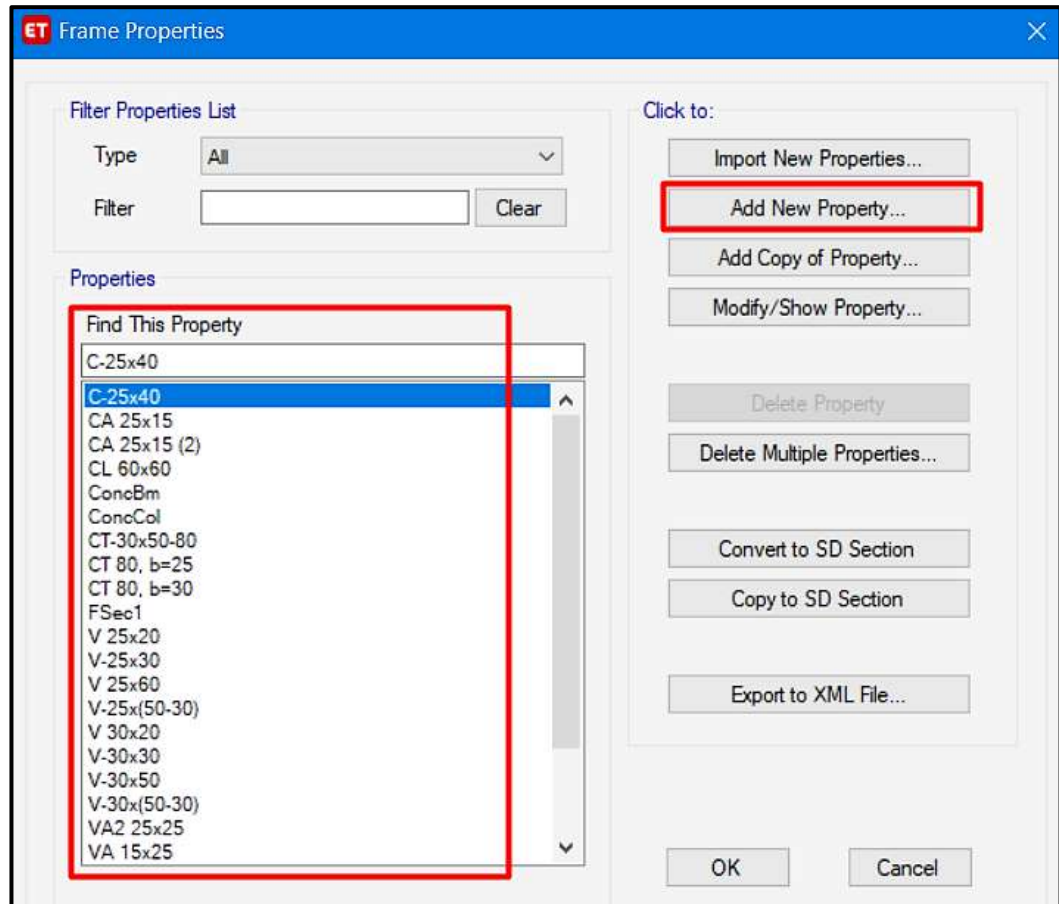 ET Frame Properties
Filter Properties List
Type All
Filter Clear
Properties
Find This Property
C-25x40
C-25x40
CA 25x15
CA 25x15 (2)
CL 60x60
ConcBm
ConcCol
CT-30x50-80
CT 80, b=25
CT 80, b=30
FSec1
V 25x20
V-25x30
V 25x60
V-25x(50-30)
V 30x20
V-30x30
V-30x50
V-30x(50-30)
VA2 25x25
VA 15x25
Click to:
Import New Properties...
Add New Property...
Add Copy of Property...
Modify/Show Property...
Delete Property
Delete Multiple Properties...
Convert to SD Section
Copy to SD Section
Export to XML File...
OK Cancel